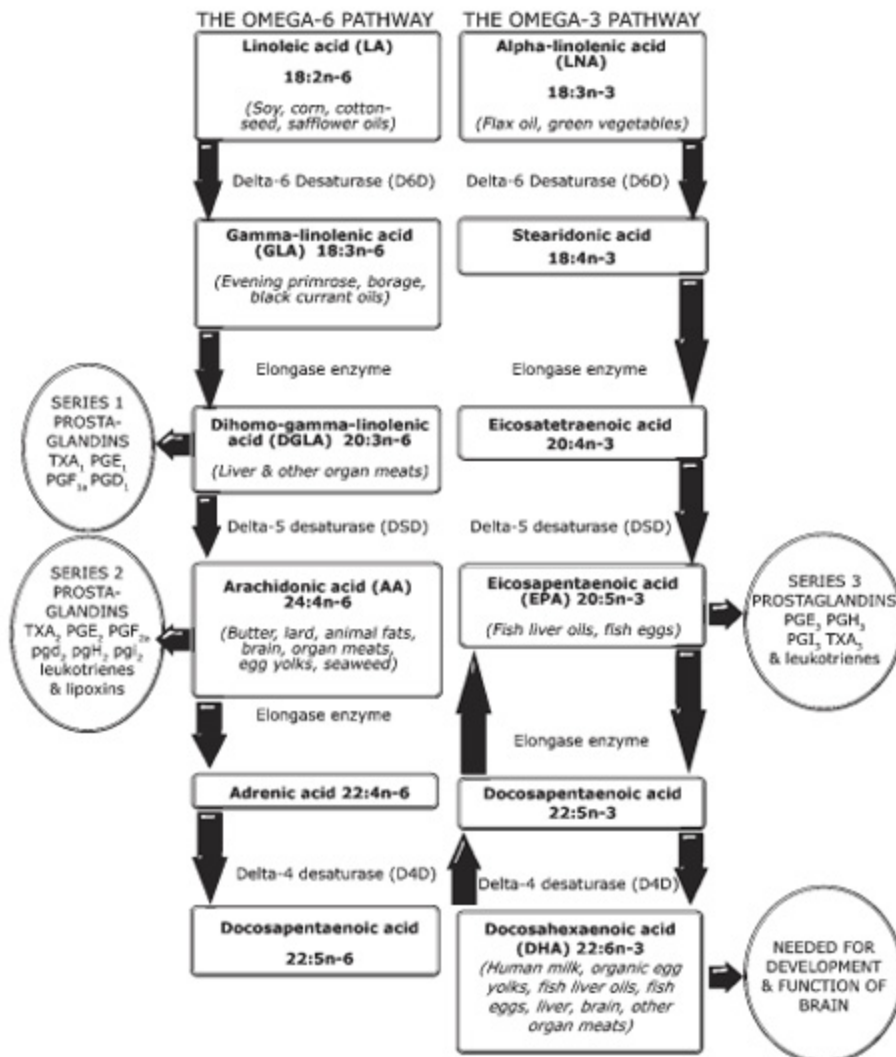 THE OMEGA-6 PATHWAY
THE OMEGA-3 PATHWAY
Linoleic acid (LA)
18:2n-6
(Soy, corn, cotton-
seed, safflower oils)
Alpha-linolenic acid
(LNA)
18:3n-3
(Flax oil, green vegetables)
Delta-6 Desaturase (D6D)
Delta-6 Desaturase (D6D)
Gamma-linolenic acid
(GLA) 18:3n-6
(Evening primrose, borage,
black currant oils)
Stearidonic acid
18:4n-3
Elongase enzyme
Elongase enzyme
SERIES 1
PROSTA-
GLANDINS
TXA₁ PGE₁
PGF₁ₐ PGD₁
Dihomo-gamma-linolenic
acid (DGLA) 20:3n-6
(Liver & other organ meats)
Eicosatetraenoic acid
20:4n-3
Delta-5 desaturase (DSD)
Delta-5 desaturase (DSD)
SERIES 2
PROSTA-
GLANDINS
TXA₂ PGE₂ PGF₂ₐ
pgd₂ pgH₂ pgi₂
leukotrienes
& lipoxins
Arachidonic acid (AA)
24:4n-6
(Butter, lard, animal fats,
brain, organ meats,
egg yolks, seaweed)
Eicosapentaenoic acid
(EPA) 20:5n-3
(Fish liver oils, fish eggs)
SERIES 3
PROSTAGLANDINS
PGE₃ PGH₃
PGI₃ TXA₃
& leukotrienes
Elongase enzyme
Elongase enzyme
Adrenic acid 22:4n-6
Docosapentaenoic acid
22:5n-3
Delta-4 desaturase (D4D)
Delta-4 desaturase (D4D)
Docosapentaenoic acid
22:5n-6
Docosahexaenoic acid
(DHA) 22:6n-3
(Human milk, organic egg
yolks, fish liver oils, fish
eggs, liver, brain, other
organ meats)
NEEDED FOR
DEVELOPMENT
& FUNCTION OF
BRAIN